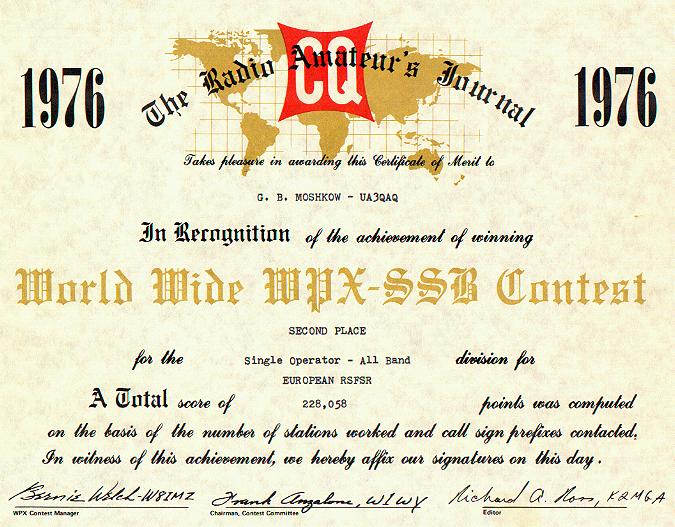 1976 The Radio Amateur's Journal 1976
CQ
Takes pleasure in awarding this Certificate of Merit to
G. B. MOSHKOW - UA3QAQ
In Recognition of the achievement of winning
World Wide WPX-SSB Contest
SECOND PLACE
for the Single Operator - All Band division for
EUROPEAN RSFSR
A Total score of 228,058 points was computed
on the basis of the number of stations worked and call sign prefixes contacted.
In witness of this achievement, we hereby affix our signatures on this day.
Bernie Welch-W8IMZ Frank Anzalone, W1WY Richard A. Ross, K2MGA
WPX Contest Manager Chairman, Contest Committee Editor